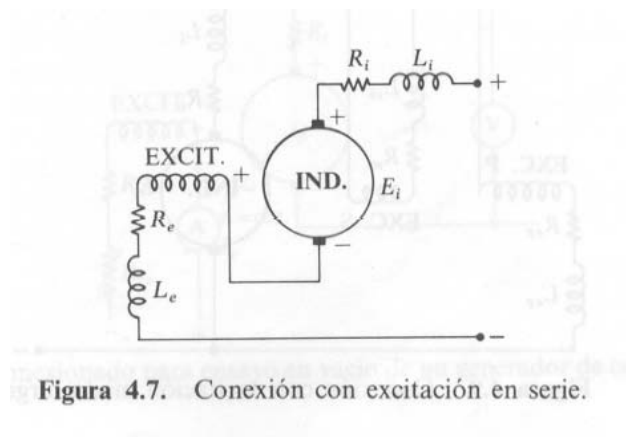 R_i L_i
+
+
EXCIT. +
IND. E_i
R_e
−
L_e
−
Figura 4.7. Conexión con excitación en serie.